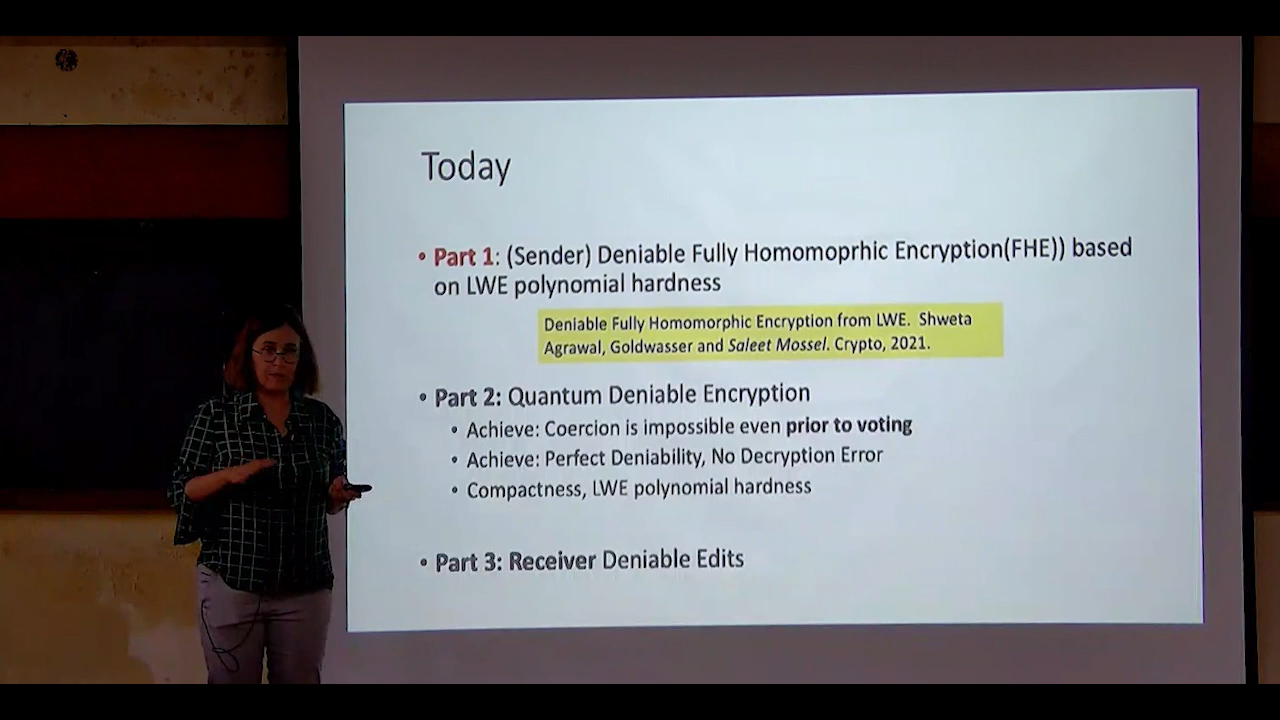 Today
• Part 1: (Sender) Deniable Fully Homomoprhic Encryption(FHE)) based
on LWE polynomial hardness
Deniable Fully Homomorphic Encryption from LWE. Shweta
Agrawal, Goldwasser and Saleet Mossel. Crypto, 2021.
• Part 2: Quantum Deniable Encryption
• Achieve: Coercion is impossible even prior to voting
• Achieve: Perfect Deniability, No Decryption Error
• Compactness, LWE polynomial hardness
• Part 3: Receiver Deniable Edits